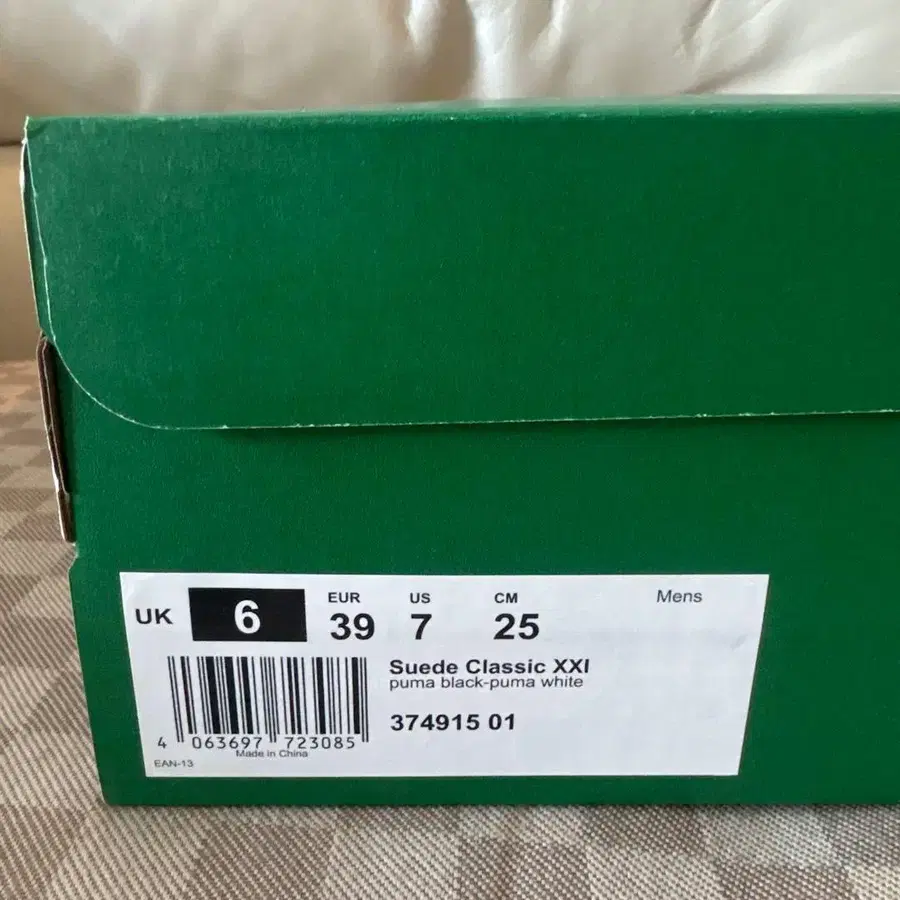 UK 6 EUR 39 US 7 CM 25 Mens
Suede Classic XXI
puma black-puma white
374915 01
4 063697 723085
Made in China
EAN-13